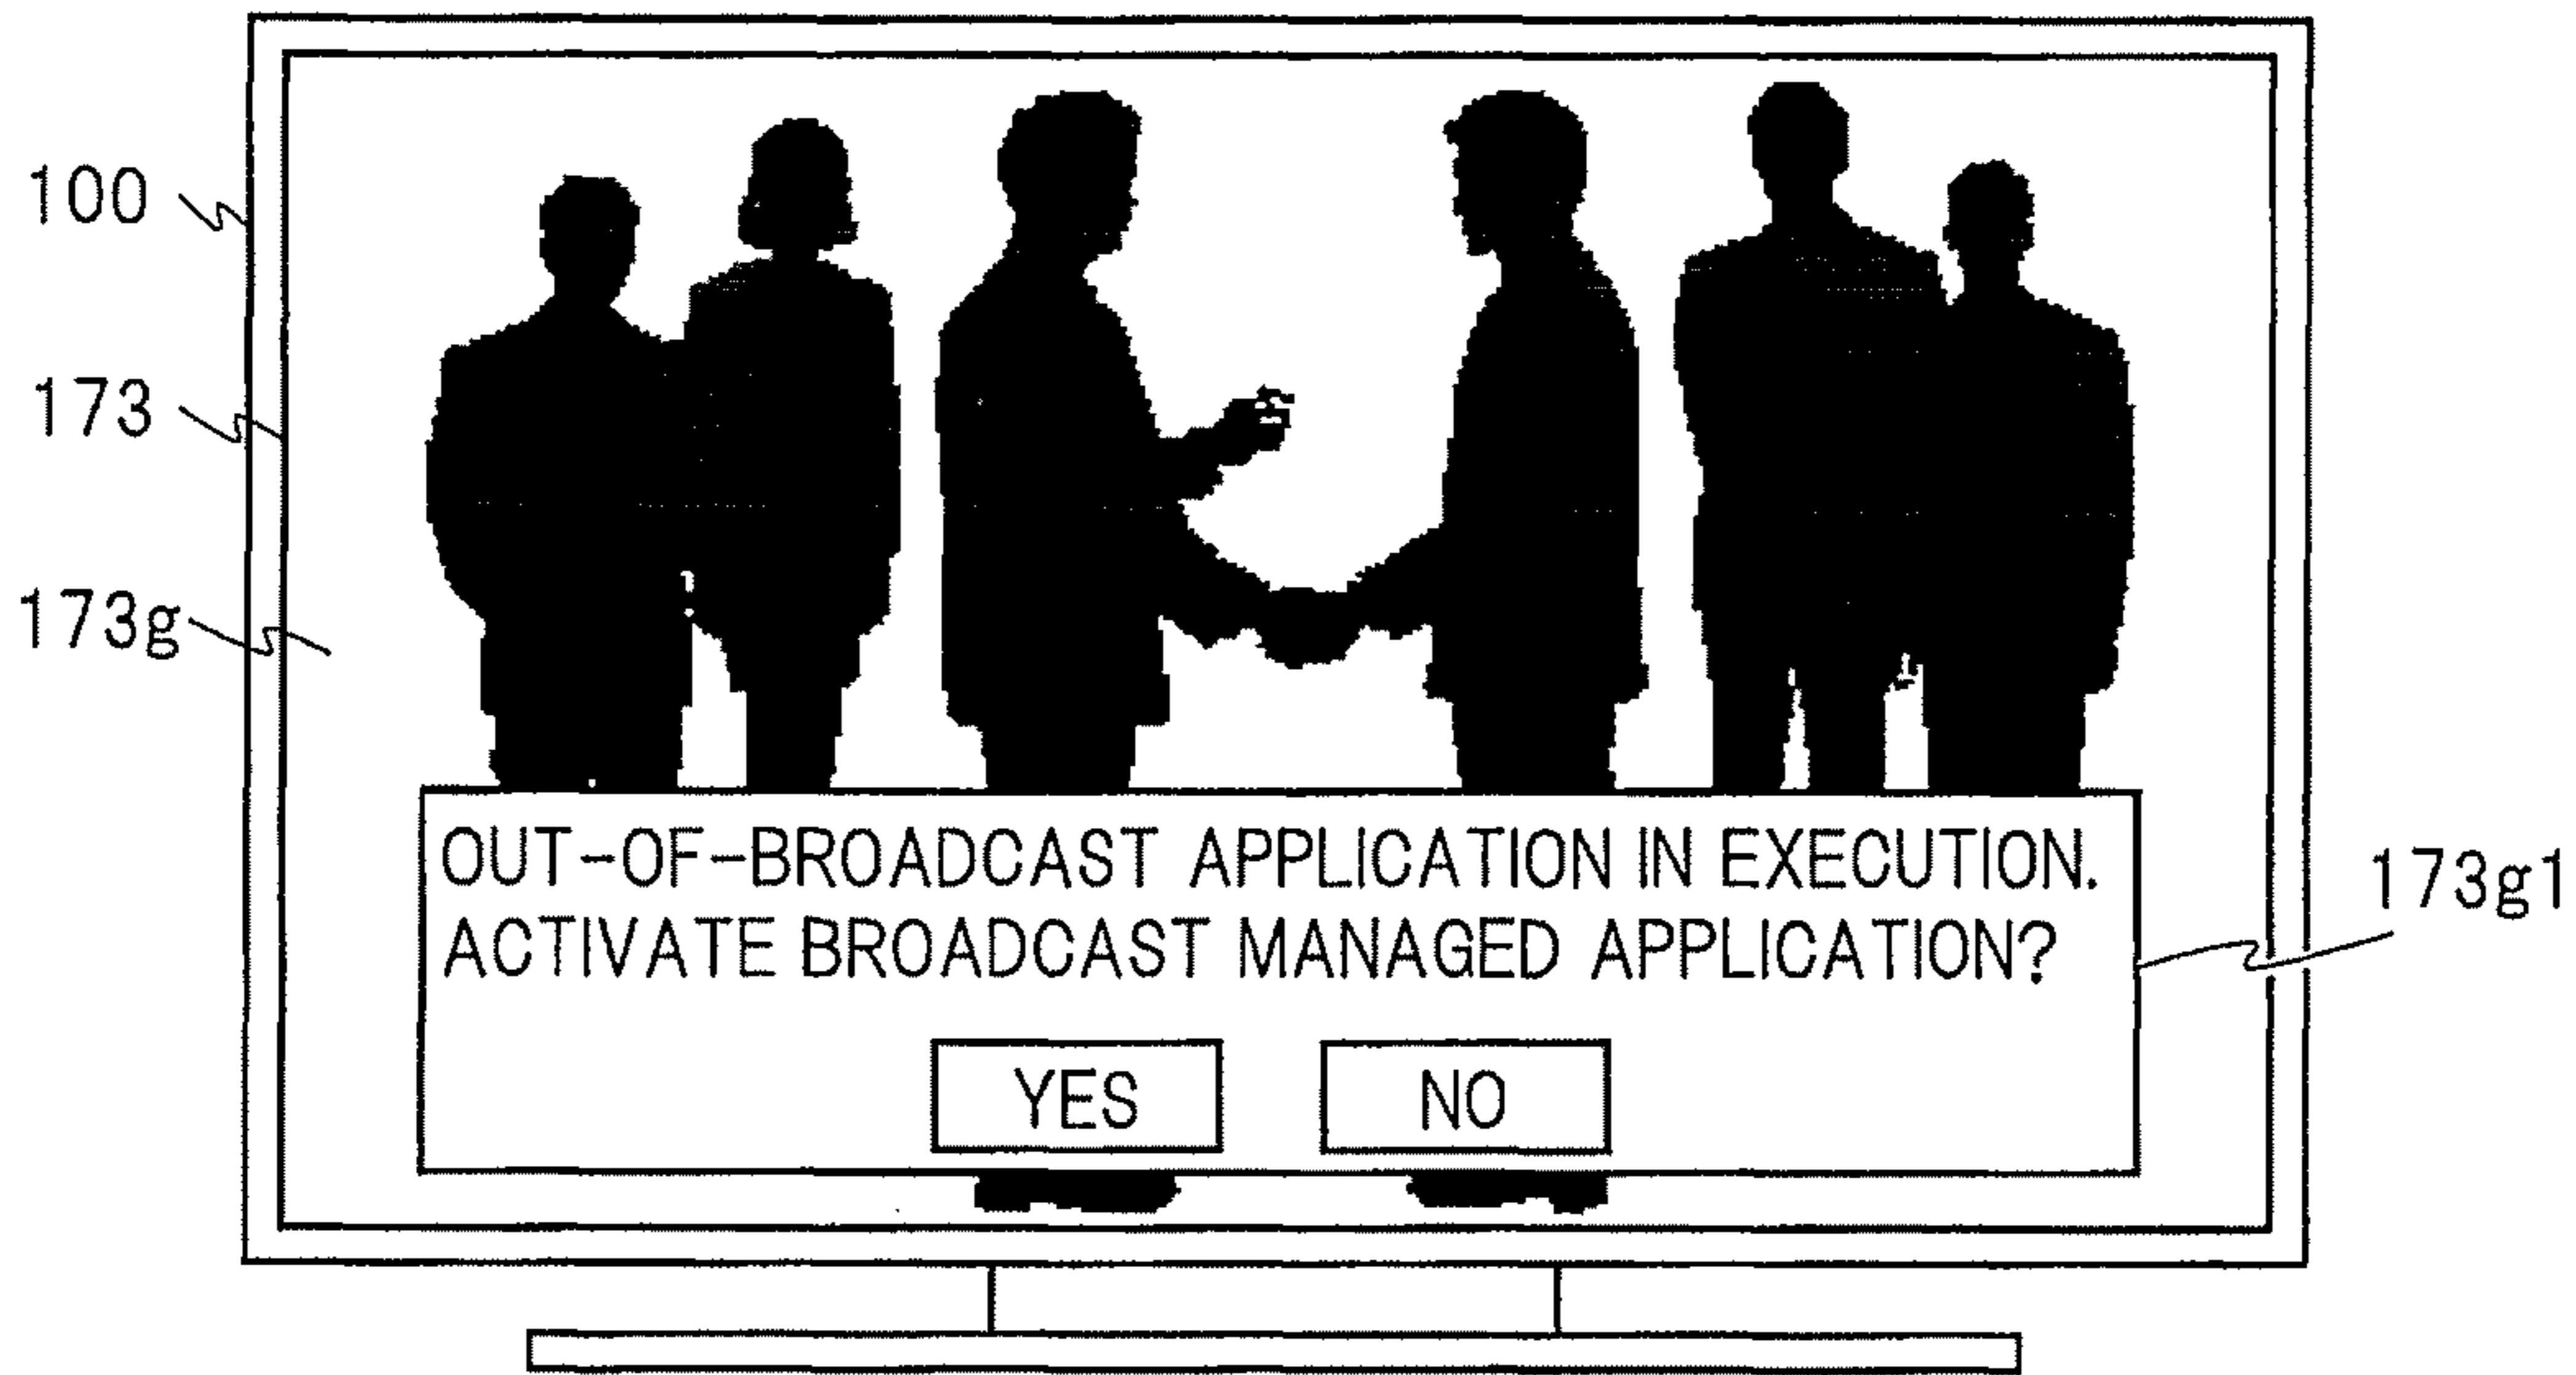 100
173
173g
OUT-OF-BROADCAST APPLICATION IN EXECUTION.
ACTIVATE BROADCAST MANAGED APPLICATION?
173g1
YES NO